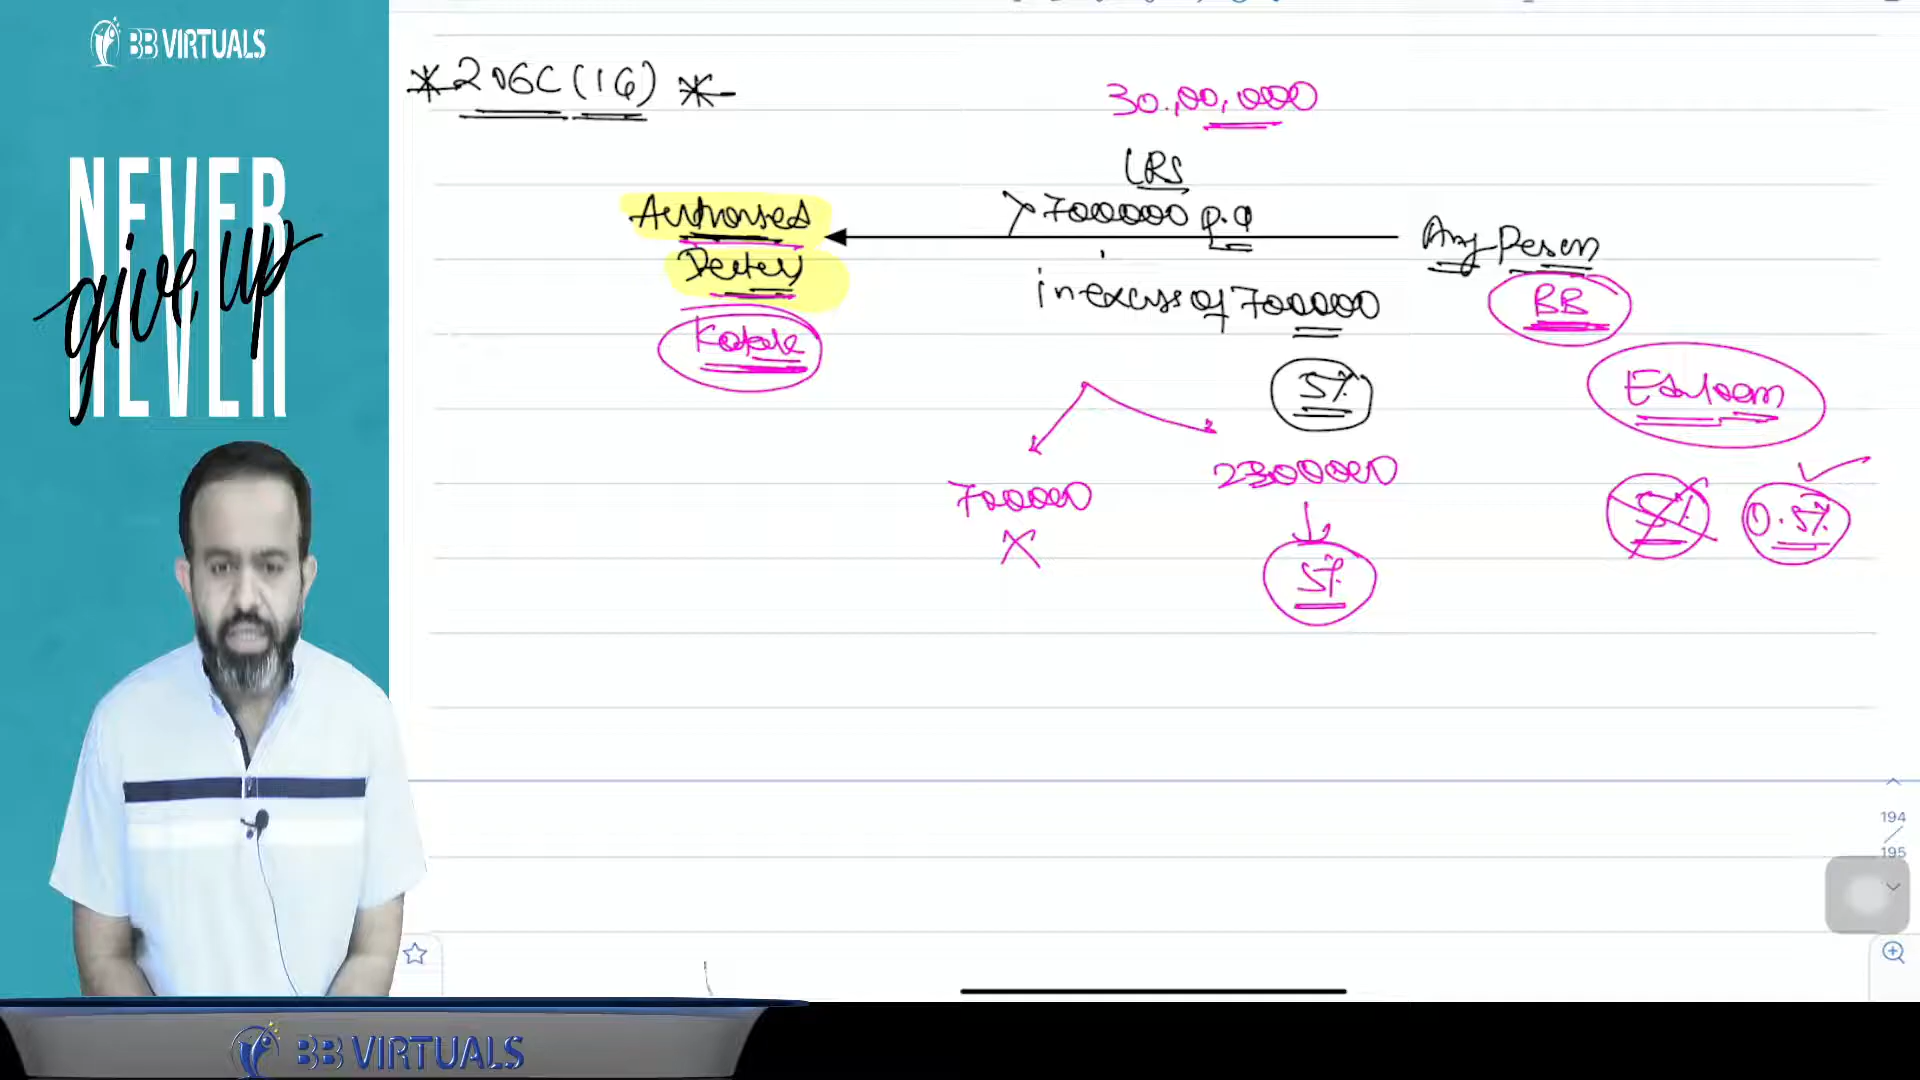 BB VIRTUALS
NEVER
give up
NEVER
*206C(1G)*
30,00,000
LRS
> 700000 p.a
Authorised
Dealer
Any Person
in excess of 700000
BB
Kotak
5%
Edu loan
700000
2300000
5%
0.5%
X
5%
194
195
BB VIRTUALS